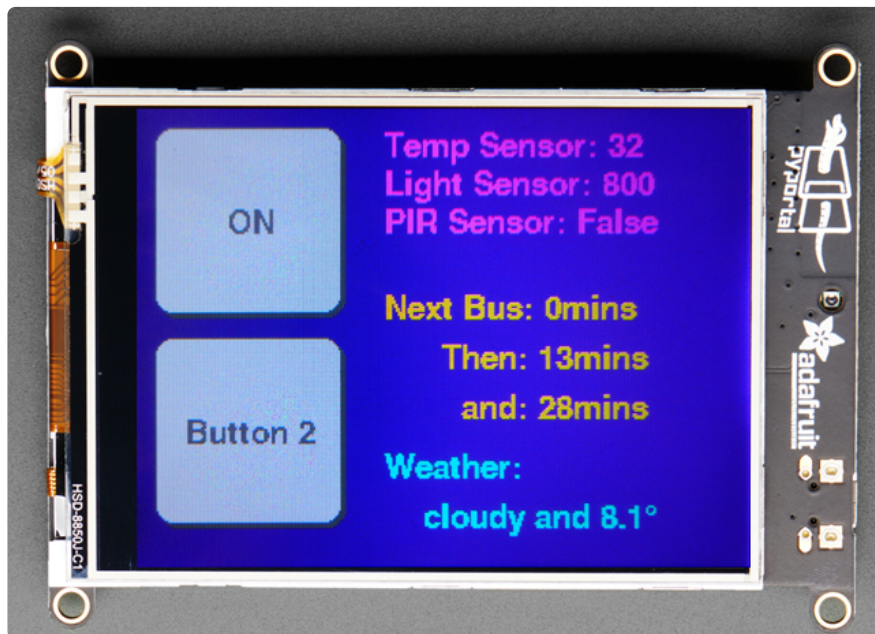 ON
Button 2
Temp Sensor: 32
Light Sensor: 800
PIR Sensor: False
Next Bus: 0mins
Then: 13mins
and: 28mins
Weather:
cloudy and 8.1°
pyportal
adafruit
HSD-8850J-C1